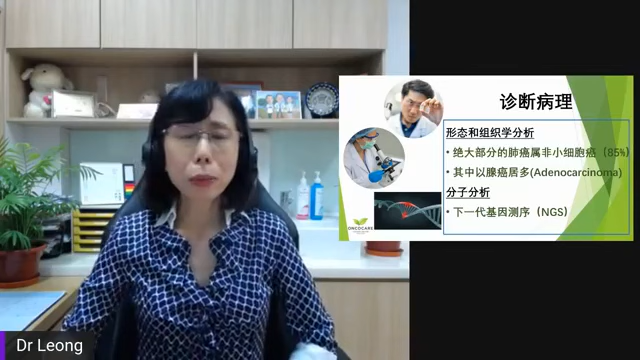 诊断病理
形态和组织学分析
• 绝大部分的肺癌属非小细胞癌（85%）
• 其中以腺癌居多(Adenocarcinoma)
分子分析
• 下一代基因测序（NGS）
ONCOCARE
Dr Leong